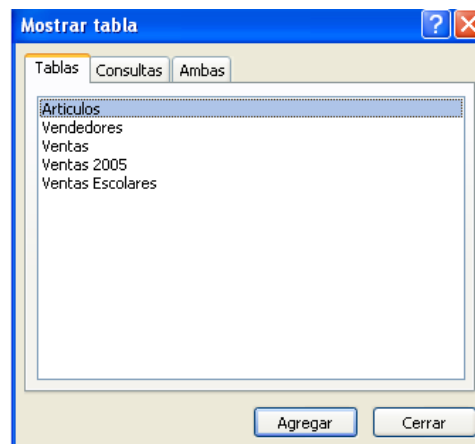 Mostrar tabla
Tablas Consultas Ambas
Articulos
Vendedores
Ventas
Ventas 2005
Ventas Escolares
Agregar Cerrar